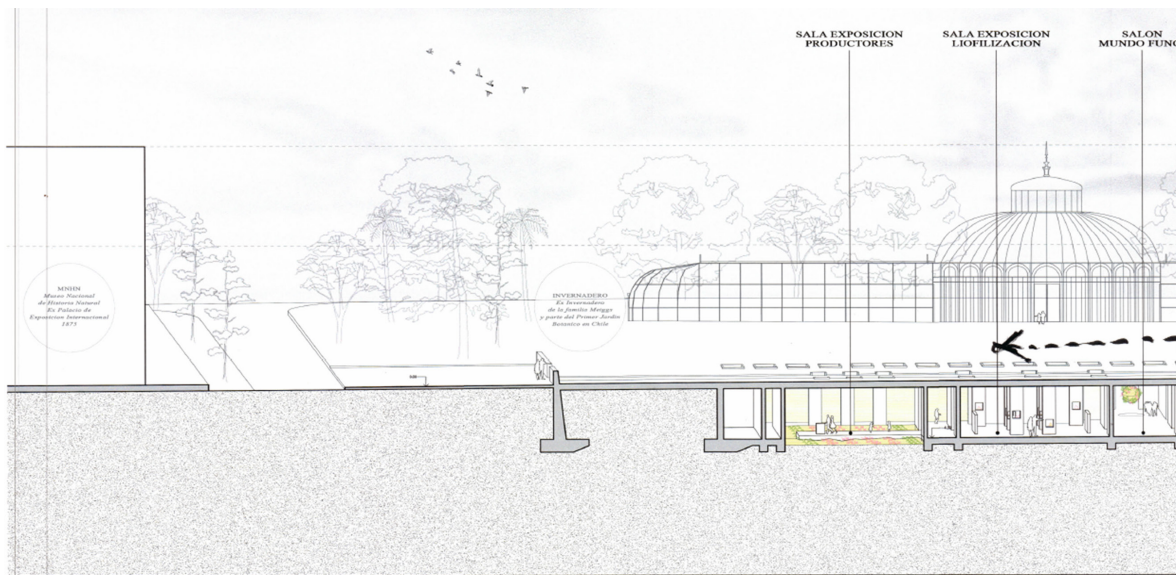 SALA EXPOSICION
PRODUCTORES
SALA EXPOSICION
LIOFILIZACION
SALON
MUNDO FUNG
MNHN
Museo Nacional
de Historia Natural
Ex Palacio de
Exposicion Internacional
1875
INVERNADERO
Ex Invernadero
de la familia Meiggs
y parte del Primer Jardin
Botanico en Chile